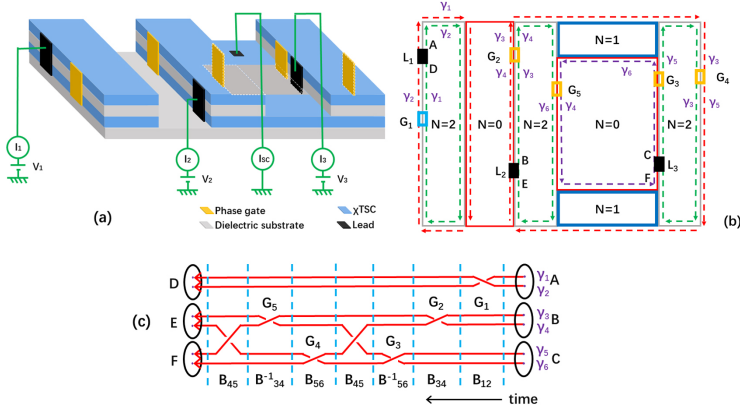 I1
V1
I2
V2
ISC
I3
V3
(a)
Phase gate
χTSC
Dielectric substrate
Lead
γ1
γ2
L1
A
D
γ2
γ1
G1
N=2
N=0
γ3
γ4
G2
γ4
γ3
N=2
L2
B
E
N=1
γ6
G5
γ6
γ4
N=0
N=1
γ5
G3
C
F
L3
γ3
G4
γ3
γ5
N=2
(b)
(c)
D
E
F
G5
G4
G3
G2
G1
γ1
γ2
A
γ3
γ4
B
γ5
γ6
C
B45
B⁻¹34
B56
B45
B⁻¹56
B34
B12
time